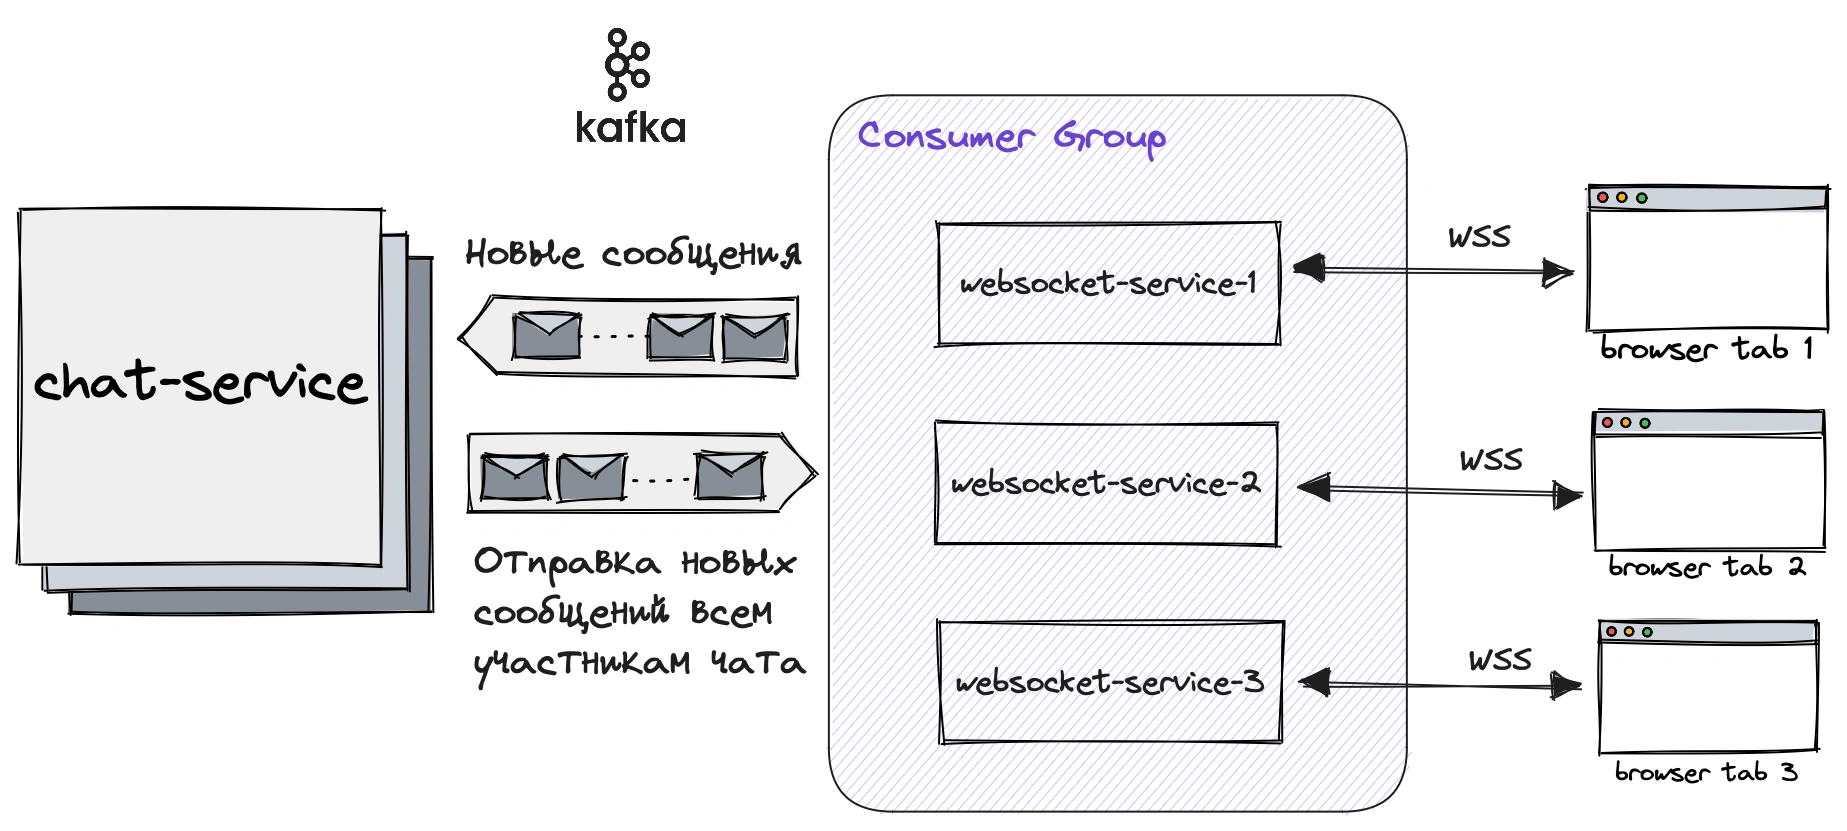 kafka
Consumer Group
chat-service
Новые сообщения
Отправка новых
сообщений всем
участникам чата
websocket-service-1
websocket-service-2
websocket-service-3
WSS
browser tab 1
WSS
browser tab 2
WSS
browser tab 3